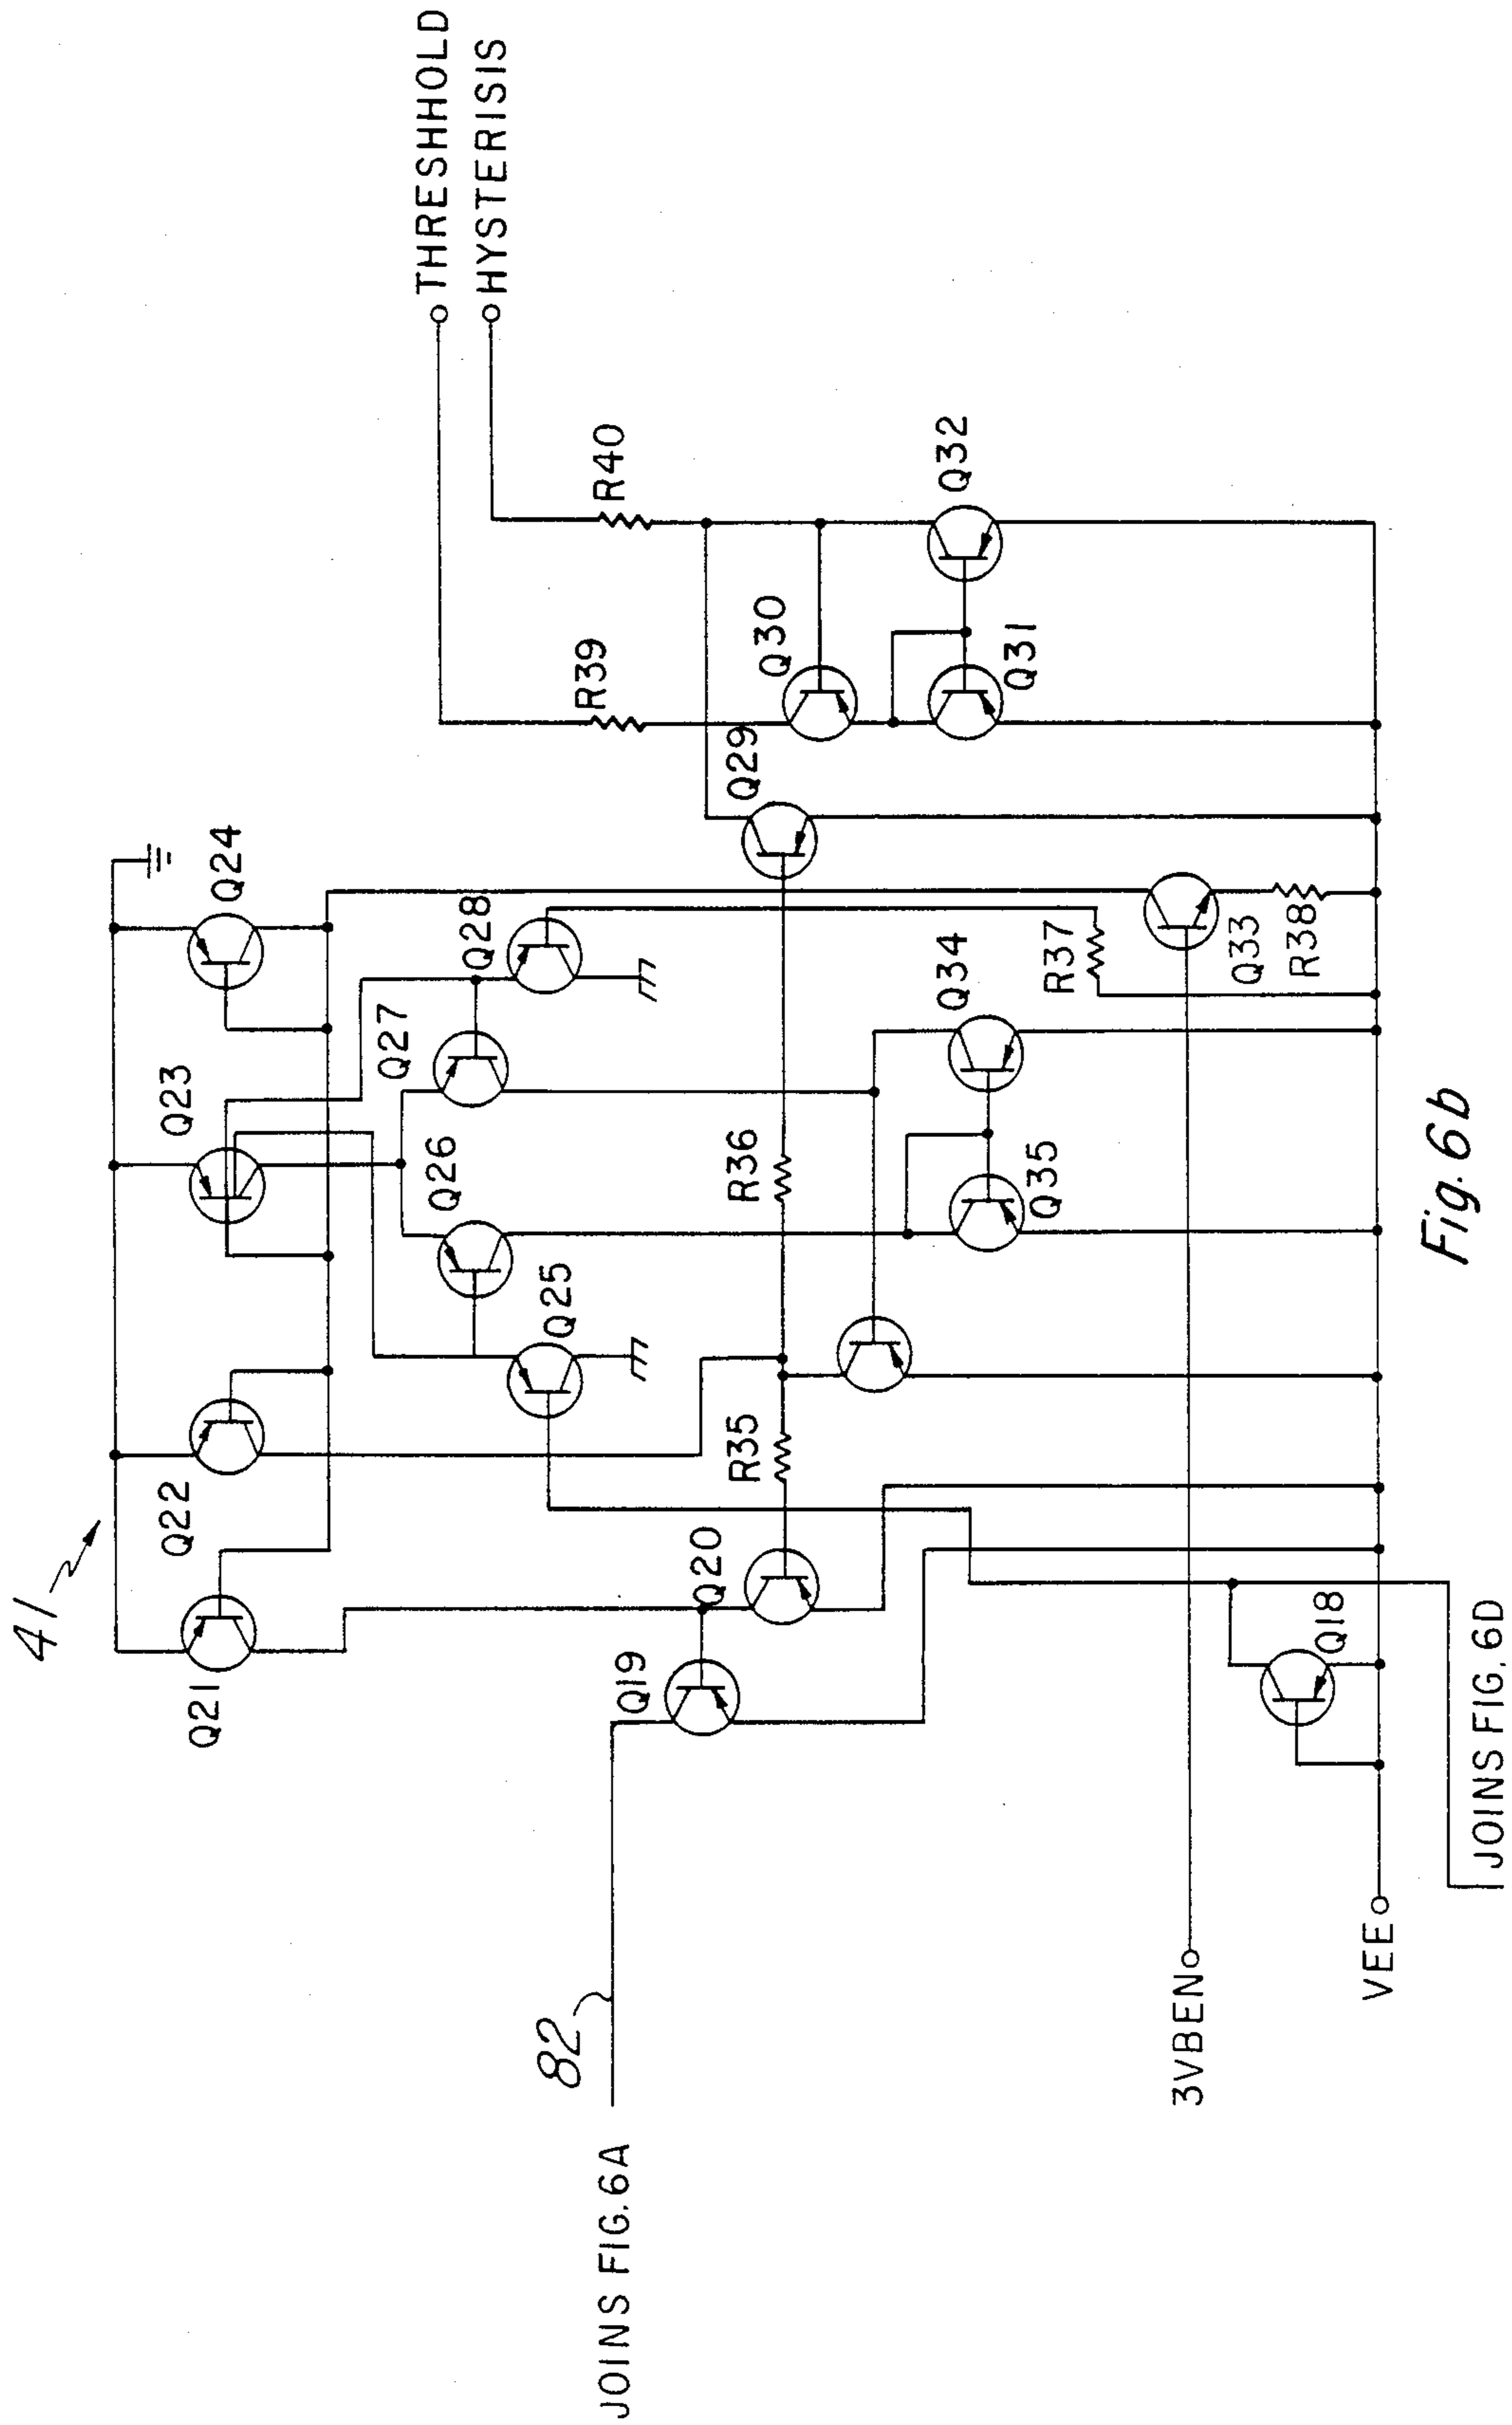 41
Q21
Q22
Q23
Q24
THRESHHOLD
HYSTERISIS
Q27
Q28
Q26
Q25
R40
R39
Q19
Q20
R35
R36
Q29
Q30
Q32
Q31
82
JOINS FIG. 6A
Q34
Q35
R37
Q33
R38
3VBEN
Q18
VEE
JOINS FIG. 6D
Fig. 6b